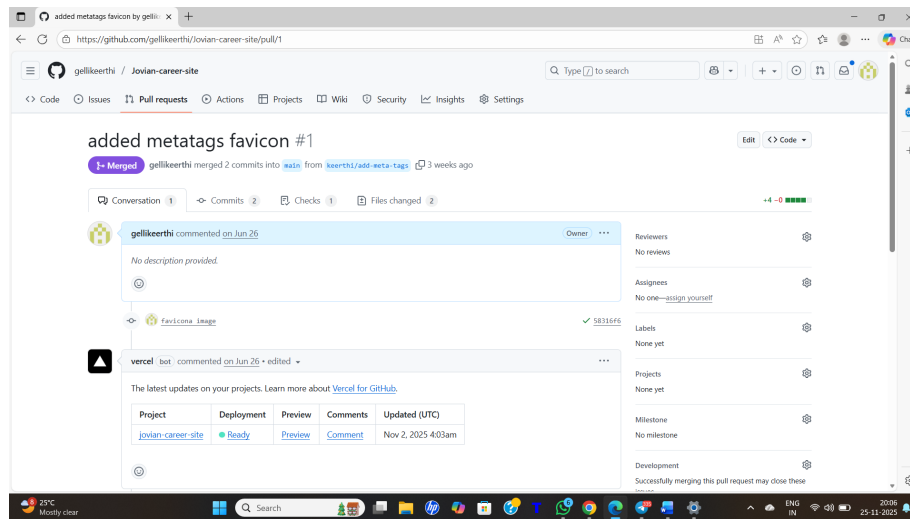 added metatags favicon by gellik
https://github.com/gellikeerthi/Jovian-career-site/pull/1
gellikeerthi / Jovian-career-site
Type / to search
Code
Issues
Pull requests
Actions
Projects
Wiki
Security
Insights
Settings
added metatags favicon #1
Edit
Code
Merged
gellikeerthi merged 2 commits into main from keerthi/add-meta-tags 3 weeks ago
Conversation 1
Commits 2
Checks 1
Files changed 2
+4 −0
gellikeerthi commented on Jun 26
Owner
No description provided.
favicona image
58316f6
vercel bot commented on Jun 26 • edited
The latest updates on your projects. Learn more about Vercel for GitHub.
Project Deployment Preview Comments Updated (UTC)
jovian-career-site Ready Preview Comment Nov 2, 2025 4:03am
Reviewers
No reviews
Assignees
No one—assign yourself
Labels
None yet
Projects
None yet
Milestone
No milestone
Development
Successfully merging this pull request may close these
25°C
Mostly clear
Search
ENG
IN
20:06
25-11-2025